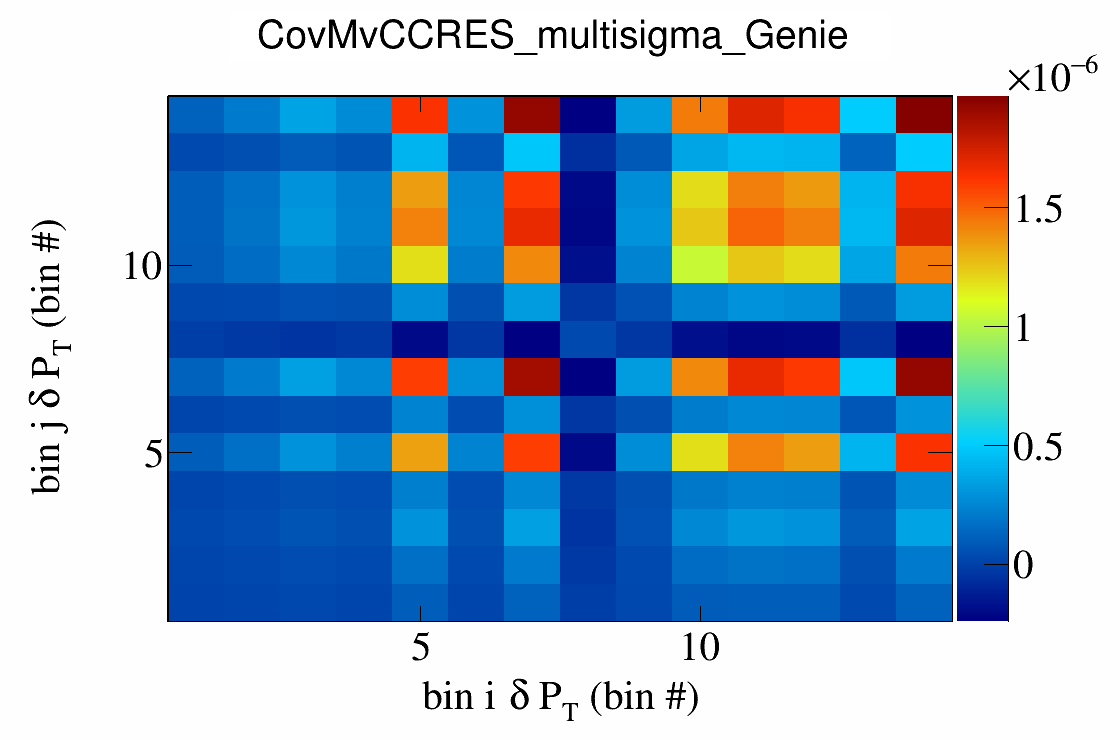 CovMvCCRES_multisigma_Genie
×10⁻⁶
1.5
1
0.5
0
10
5
bin j δ P_T (bin #)
5 10
bin i δ P_T (bin #)